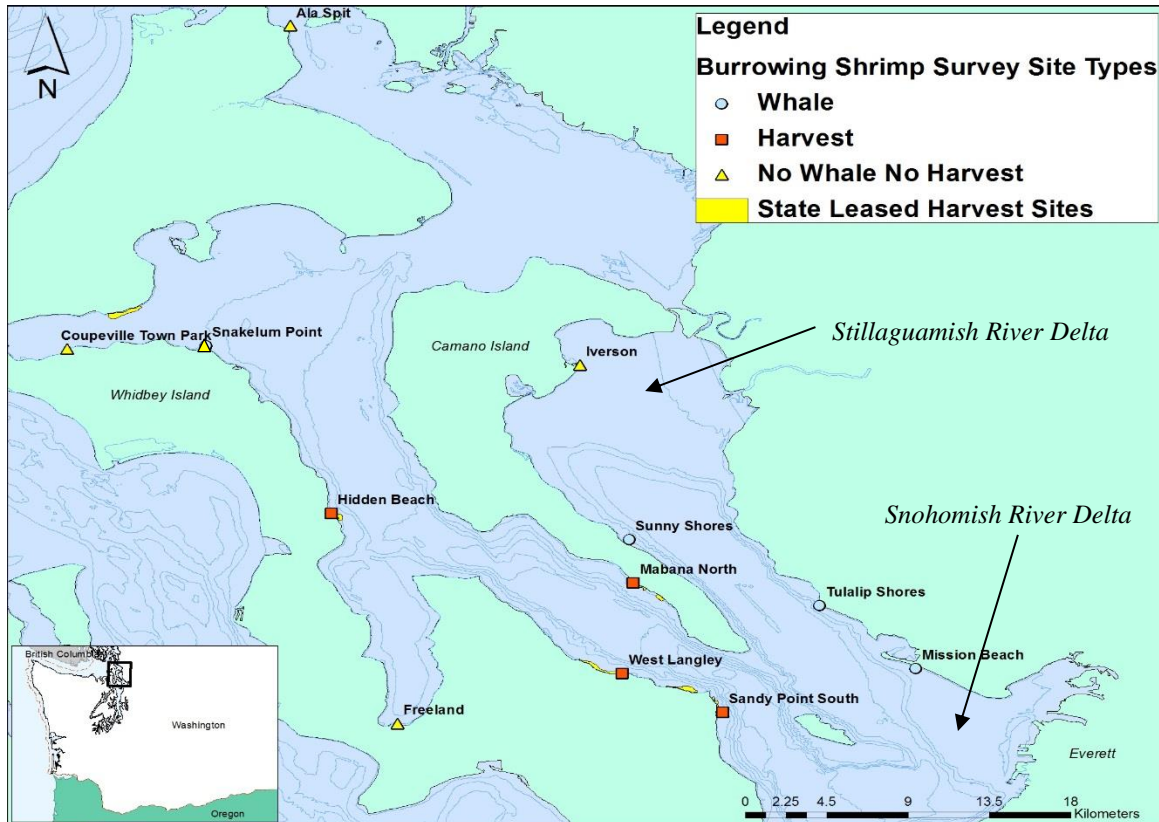 Ala Spit
Legend
Burrowing Shrimp Survey Site Types
Whale
Harvest
No Whale No Harvest
State Leased Harvest Sites
N
Coupeville Town Park
Snakelum Point
Camano Island
Iverson
Stillaguamish River Delta
Whidbey Island
Hidden Beach
Sunny Shores
Snohomish River Delta
Mabana North
Tulalip Shores
West Langley
Mission Beach
Sandy Point South
Freeland
Everett
British Columbia
Washington
Oregon
0 2.25 4.5 9 13.5 18
Kilometers